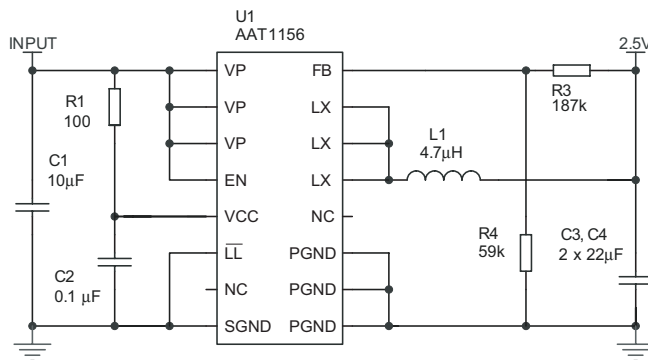 U1
AAT1156
INPUT
2.5V
VP
FB
R1
100
R3
187k
VP
LX
VP
LX
L1
4.7μH
C1
10μF
EN
LX
VCC
NC
LL
PGND
R4
59k
C3, C4
2 x 22μF
C2
0.1 μF
NC
PGND
SGND
PGND